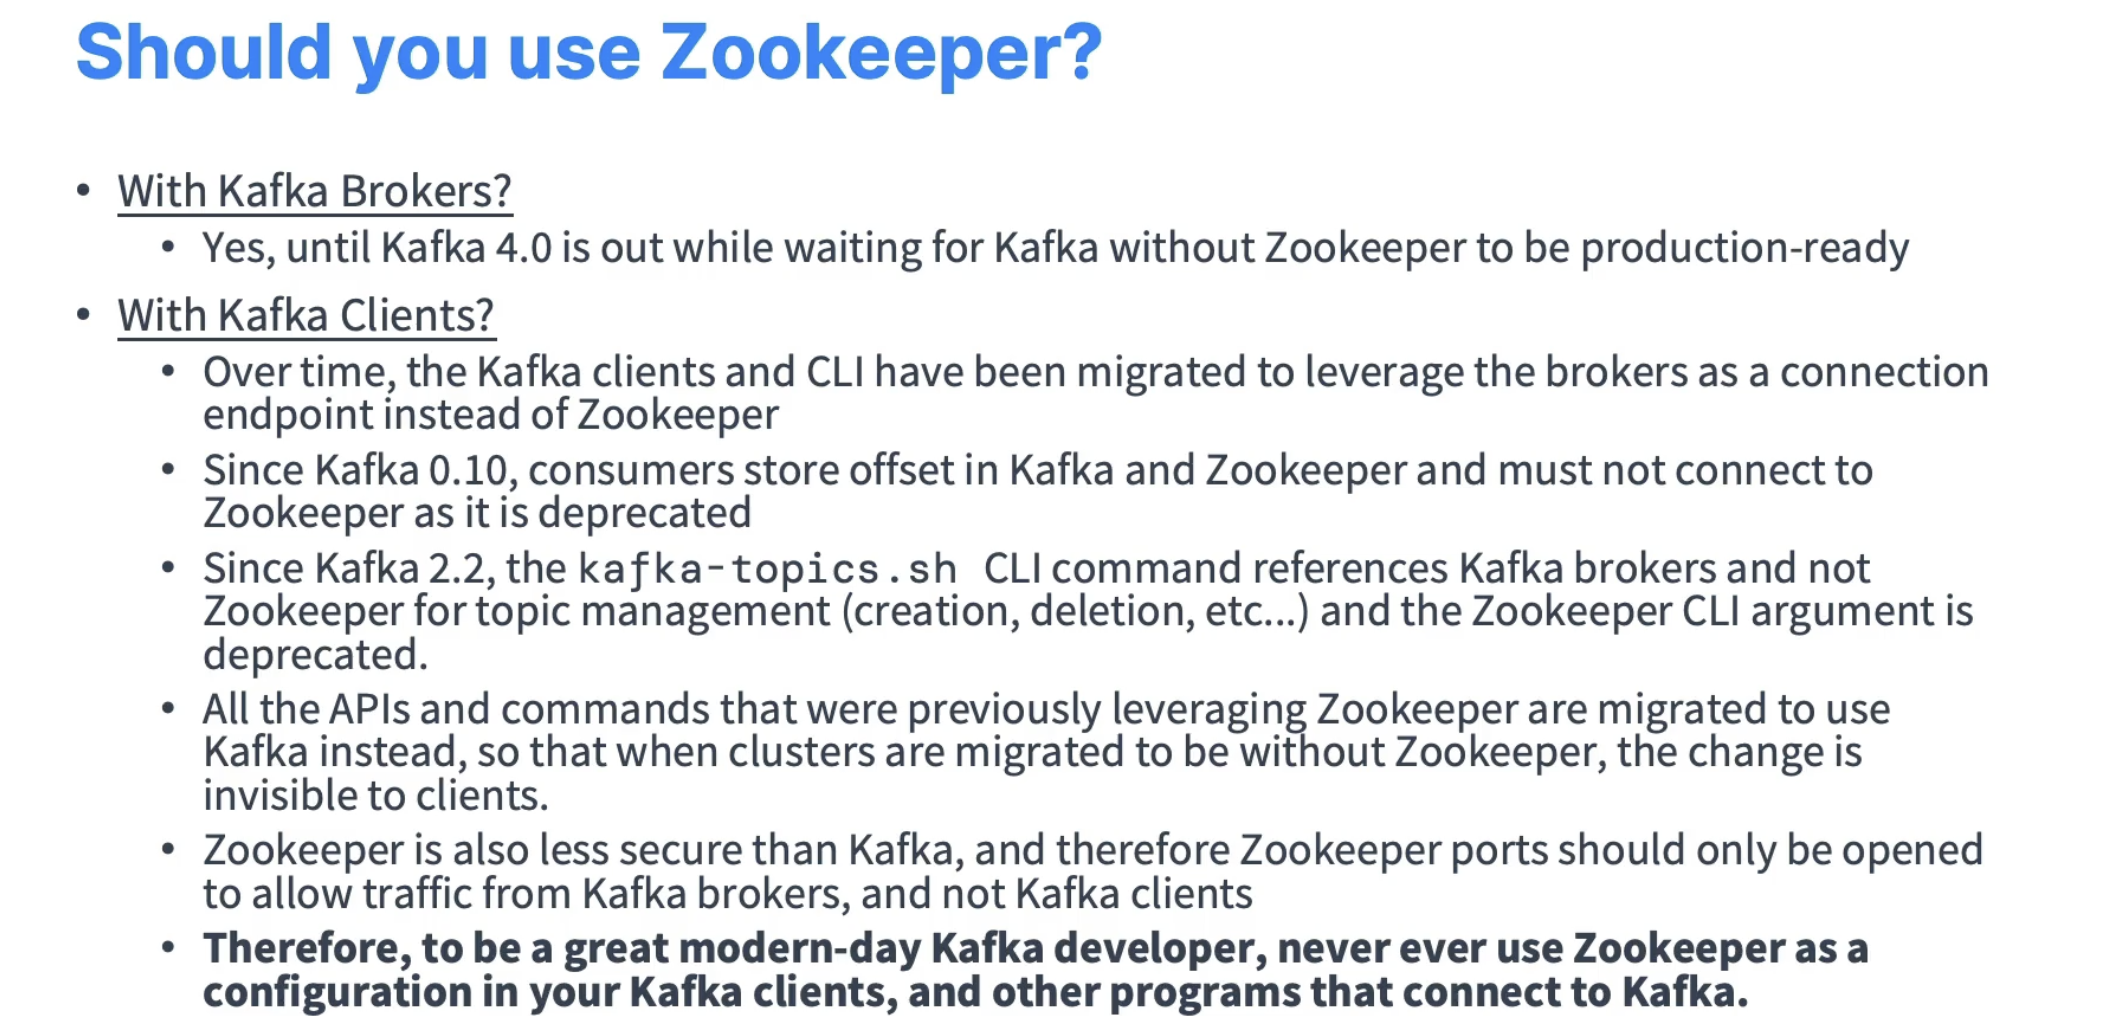 Should you use Zookeeper?
• With Kafka Brokers?
• Yes, until Kafka 4.0 is out while waiting for Kafka without Zookeeper to be production-ready
• With Kafka Clients?
• Over time, the Kafka clients and CLI have been migrated to leverage the brokers as a connection
endpoint instead of Zookeeper
• Since Kafka 0.10, consumers store offset in Kafka and Zookeeper and must not connect to
Zookeeper as it is deprecated
• Since Kafka 2.2, the kafka-topics.sh CLI command references Kafka brokers and not
Zookeeper for topic management (creation, deletion, etc...) and the Zookeeper CLI argument is
deprecated.
• All the APIs and commands that were previously leveraging Zookeeper are migrated to use
Kafka instead, so that when clusters are migrated to be without Zookeeper, the change is
invisible to clients.
• Zookeeper is also less secure than Kafka, and therefore Zookeeper ports should only be opened
to allow traffic from Kafka brokers, and not Kafka clients
• Therefore, to be a great modern-day Kafka developer, never ever use Zookeeper as a
configuration in your Kafka clients, and other programs that connect to Kafka.